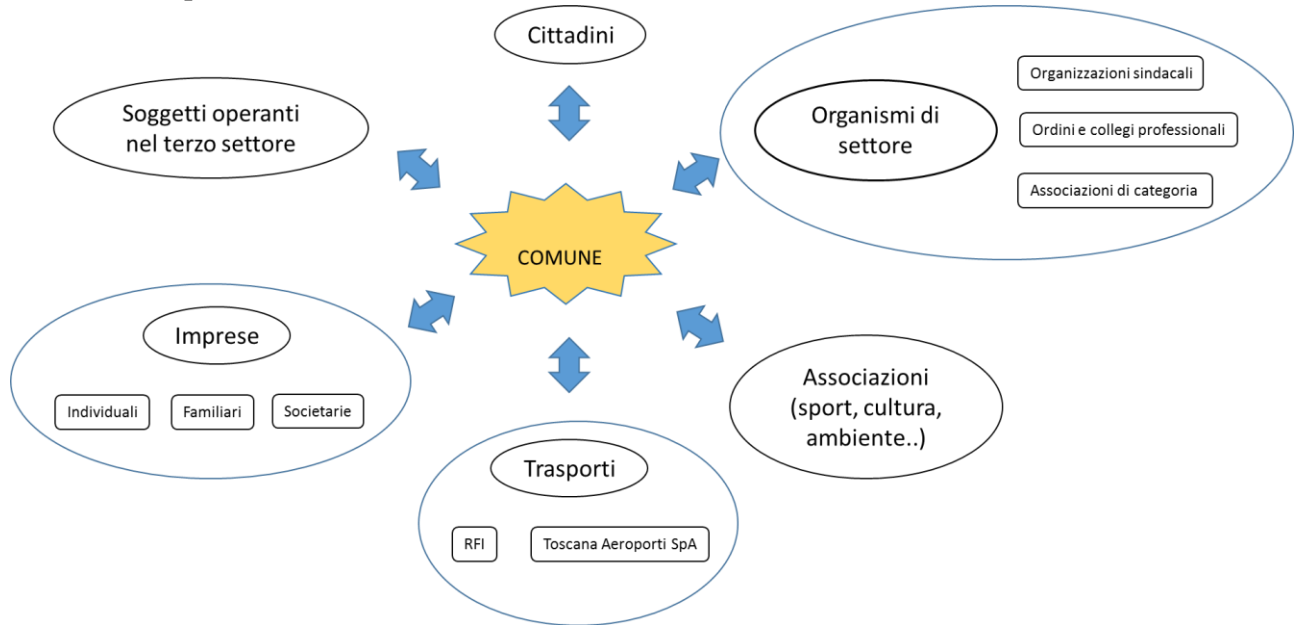 Cittadini
Soggetti operanti
nel terzo settore
Organismi di
settore
Organizzazioni sindacali
Ordini e collegi professionali
Associazioni di categoria
COMUNE
Imprese
Individuali
Familiari
Societarie
Associazioni
(sport, cultura,
ambiente..)
Trasporti
RFI
Toscana Aeroporti SpA